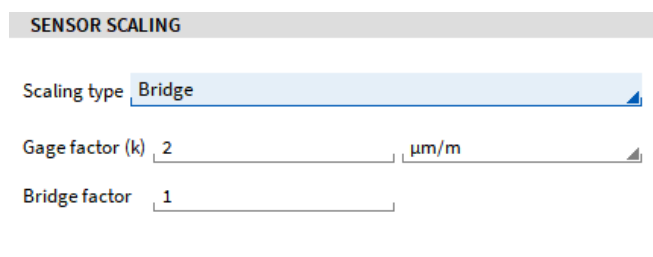 SENSOR SCALING
Scaling type Bridge
Gage factor (k) 2 µm/m
Bridge factor 1